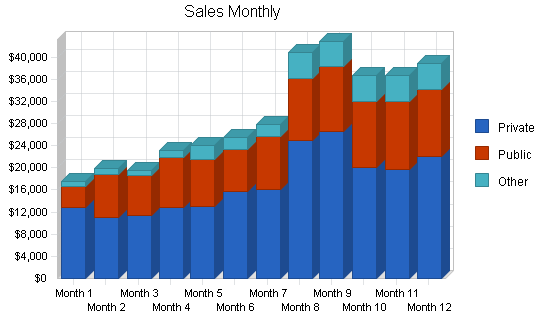 Sales Monthly
$40,000
$36,000
$32,000
$28,000
$24,000
$20,000
$16,000
$12,000
$8,000
$4,000
$0
Private
Public
Other
Month 1 Month 3 Month 5 Month 7 Month 9 Month 11
Month 2 Month 4 Month 6 Month 8 Month 10 Month 12